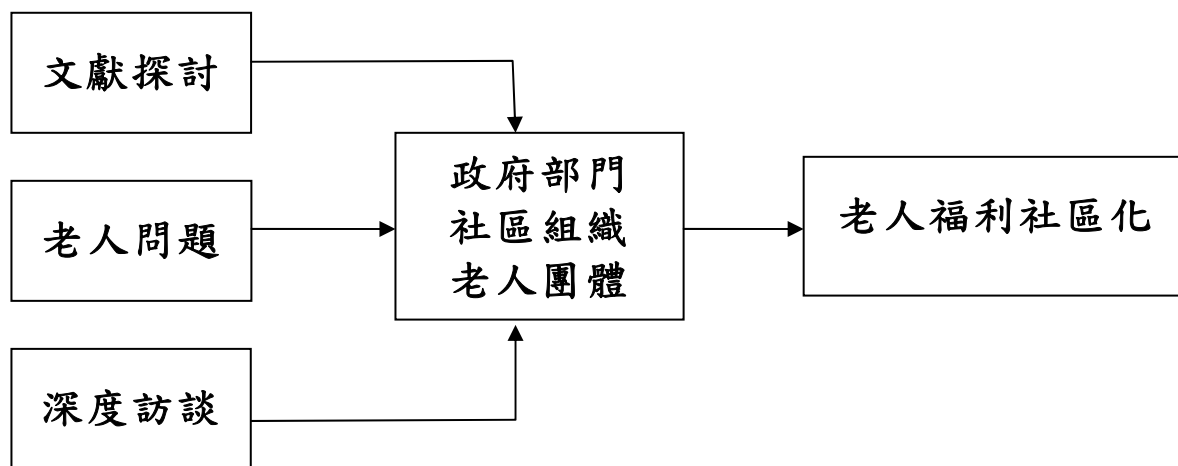 文獻探討
老人問題
深度訪談
政府部門
社區組織
老人團體
老人福利社區化